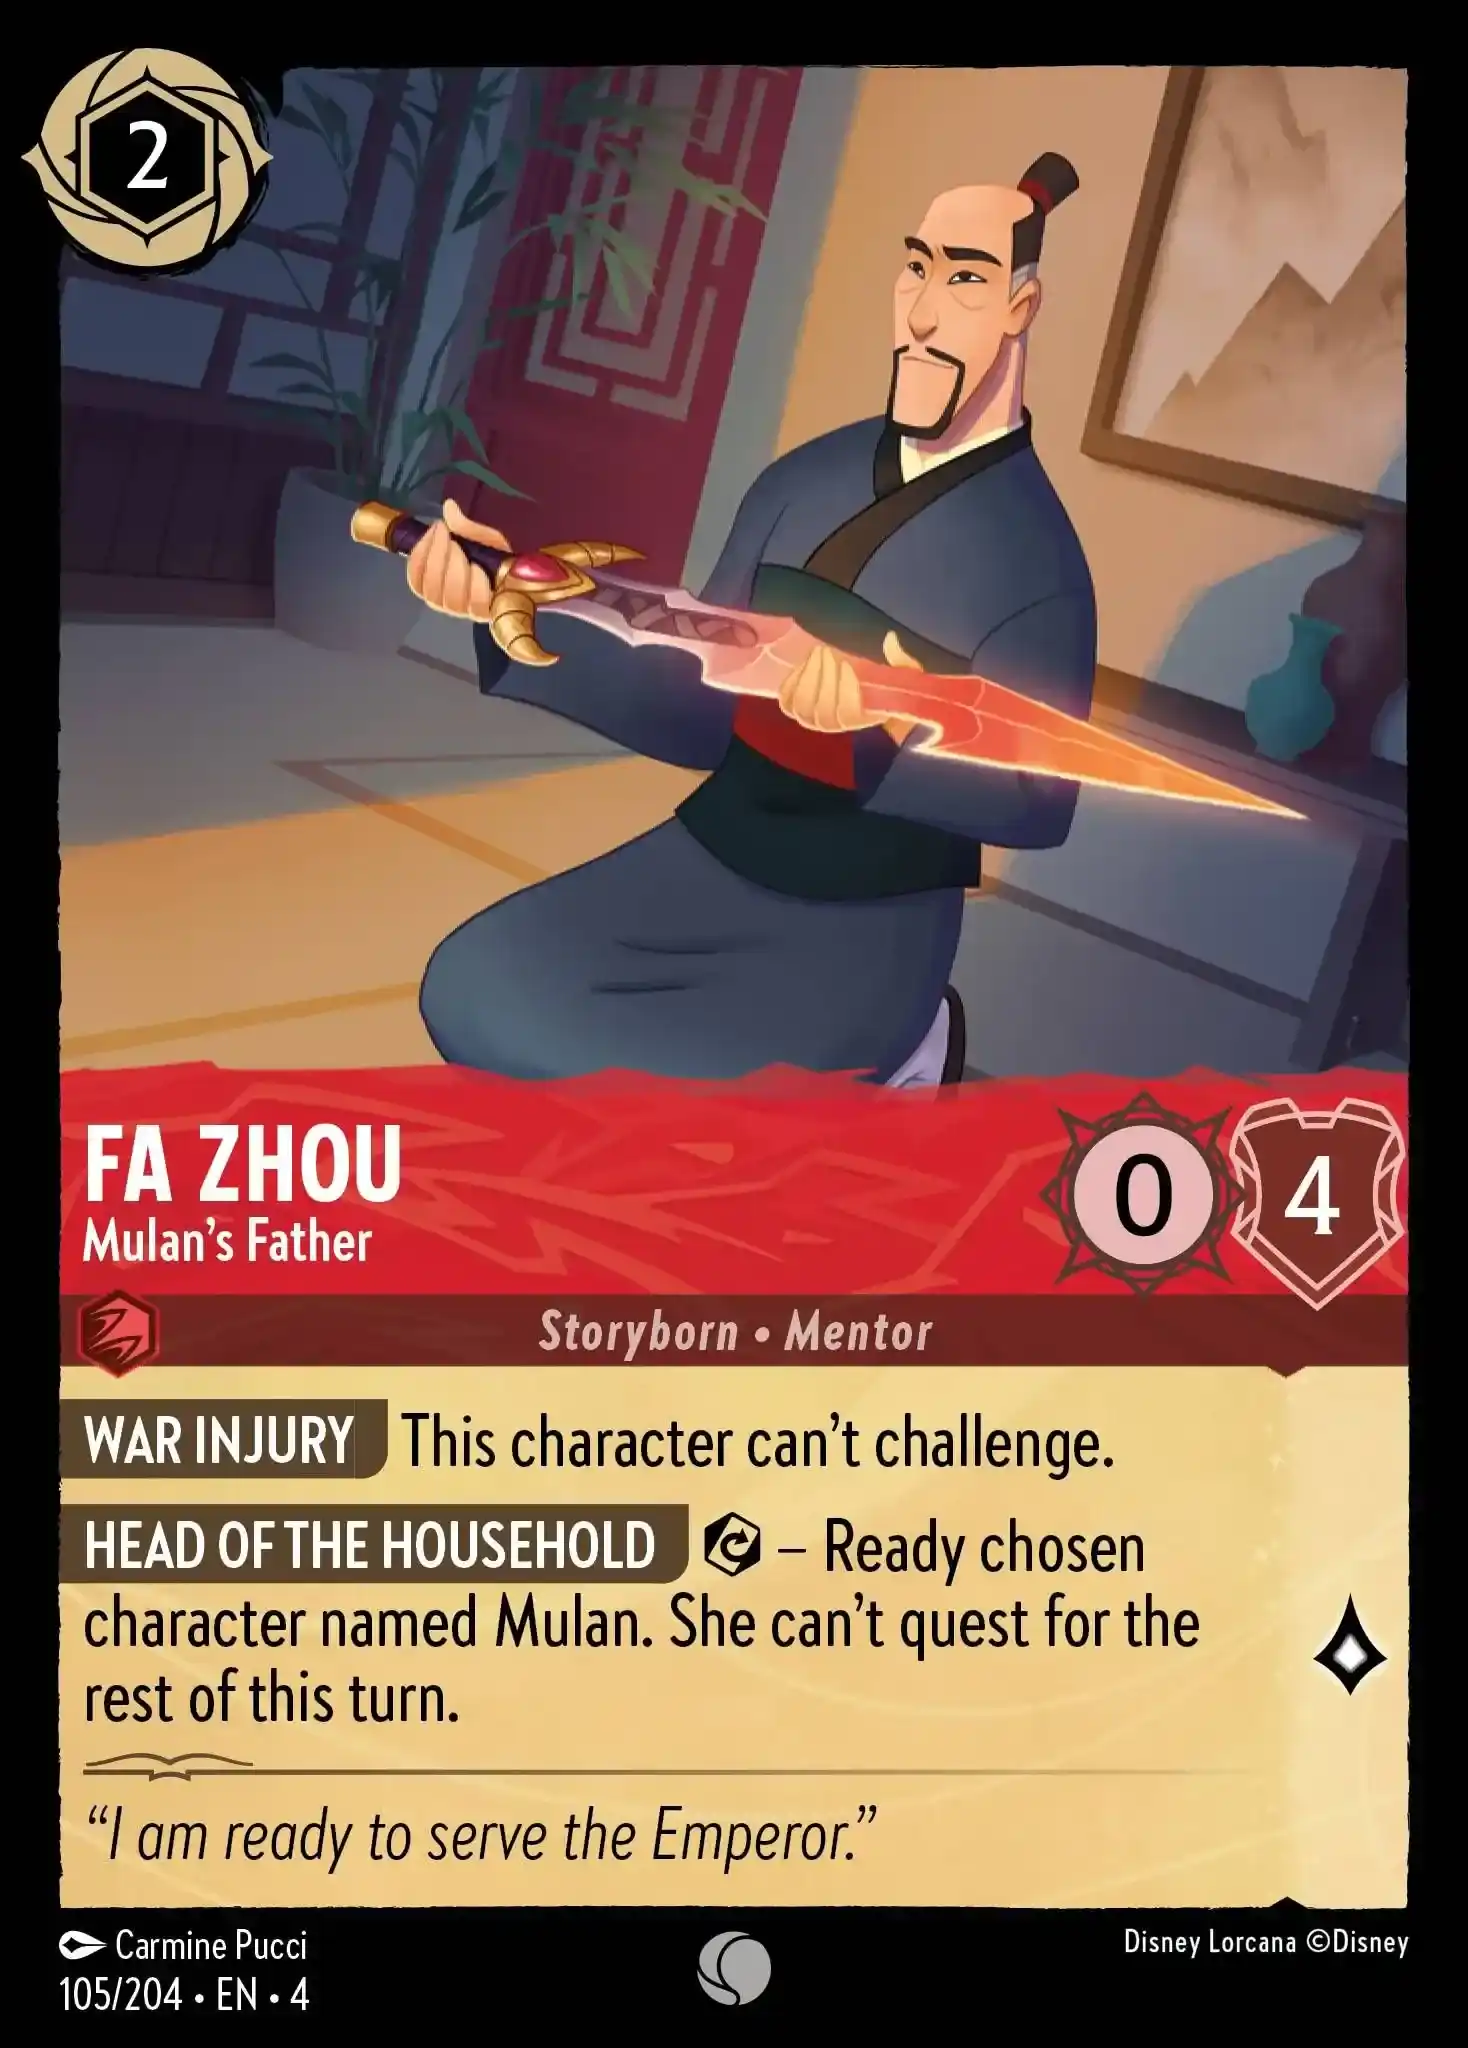 2
FA ZHOU
Mulan’s Father
0
4
Storyborn • Mentor
WAR INJURY This character can’t challenge.
HEAD OF THE HOUSEHOLD – Ready chosen
character named Mulan. She can’t quest for the
rest of this turn.
“I am ready to serve the Emperor.”
Carmine Pucci
Disney Lorcana ©Disney
105/204 • EN • 4